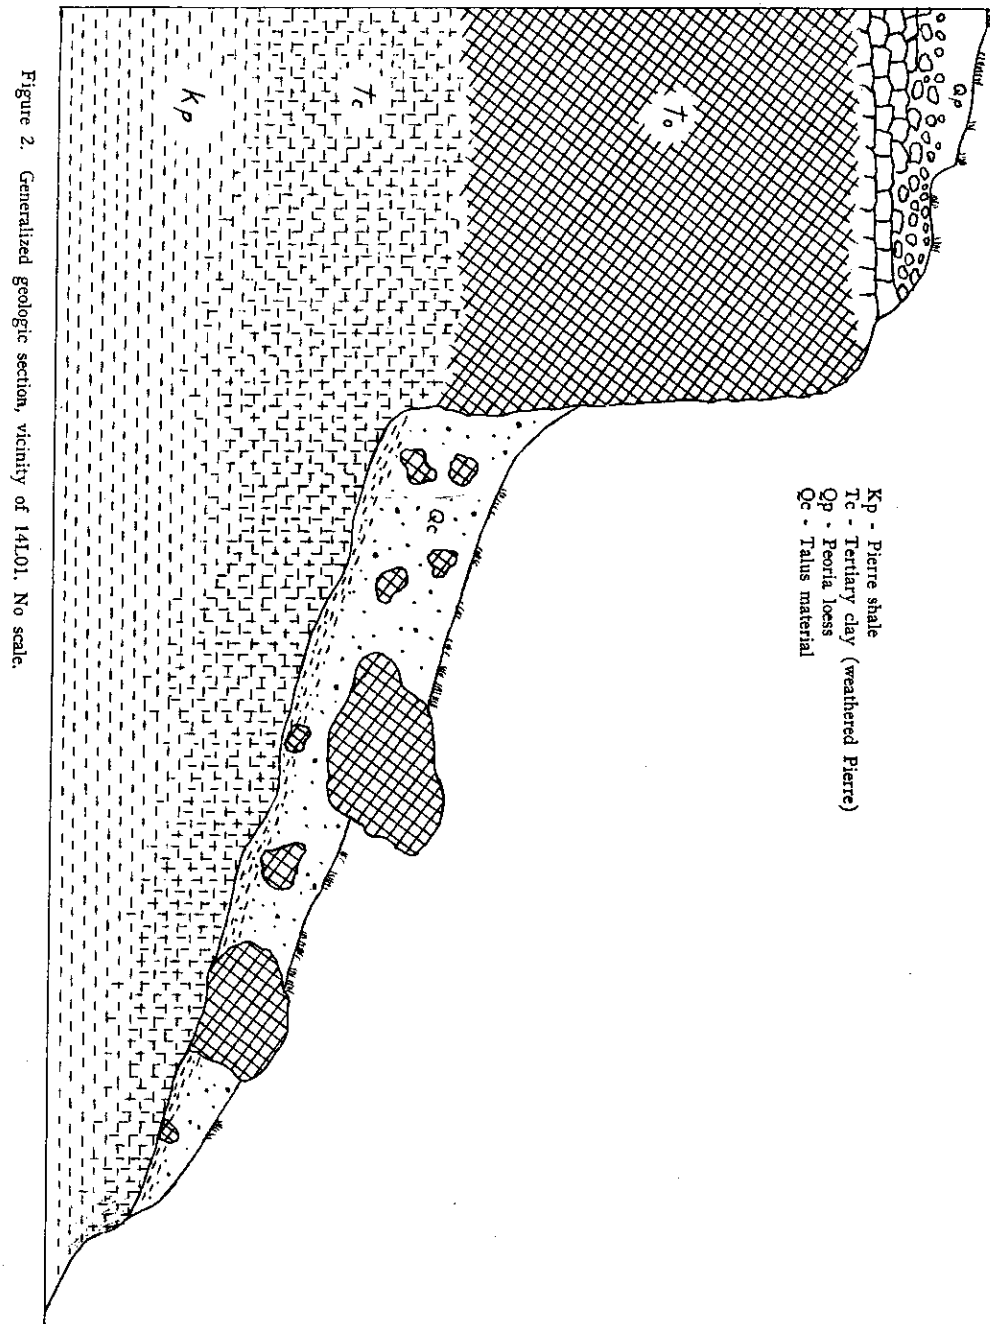 Qp
To
Tc
Kp
Qc
Kp - Pierre shale
Tc - Tertiary clay (weathered Pierre)
Qp - Peoria loess
Qc - Talus material
Figure 2. Generalized geologic section, vicinity of 14L01. No scale.